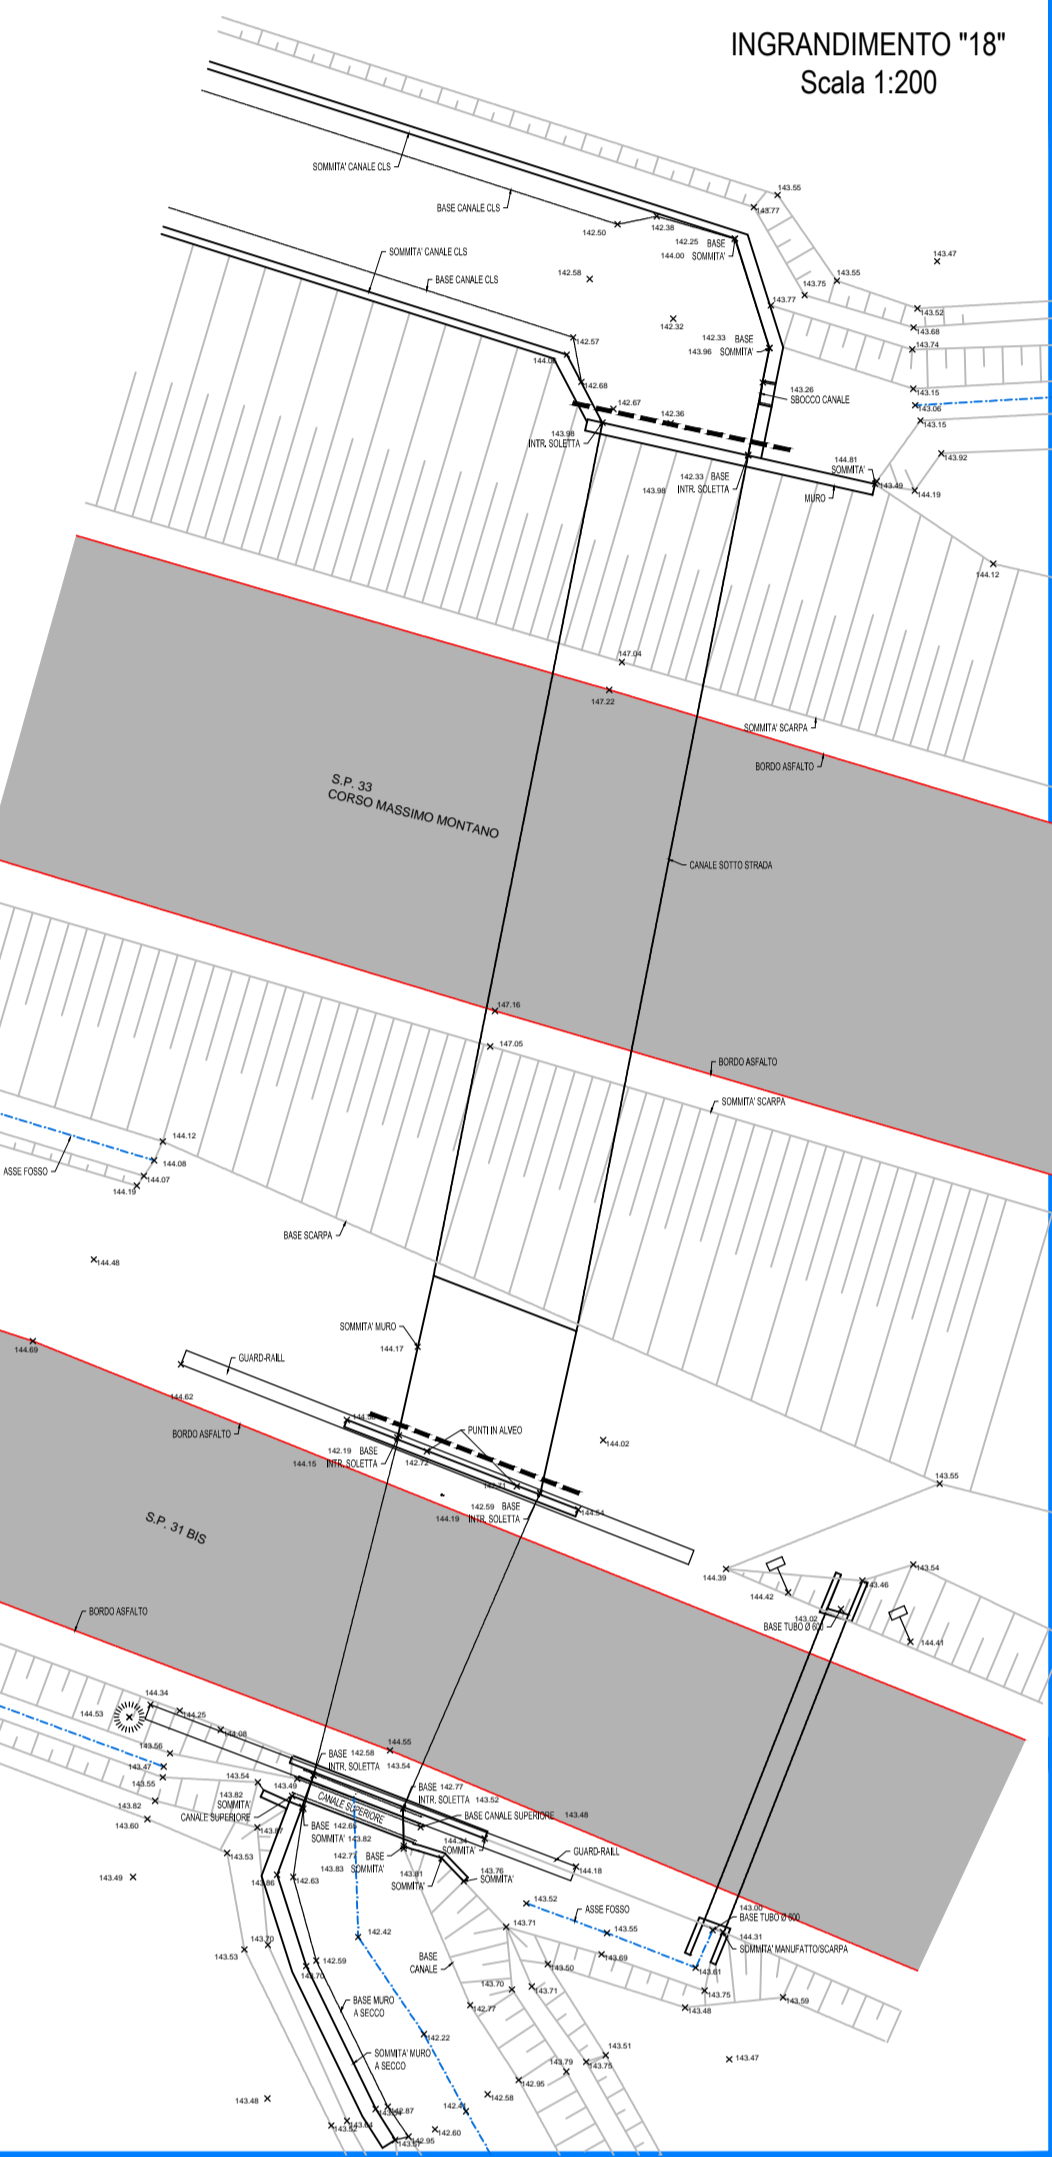 INGRANDIMENTO "18"
Scala 1:200
SOMMITA' CANALE CLS
BASE CANALE CLS
143.55
143.77
142.38
142.50
142.25 BASE
144.00 SOMMITA'
143.47
SOMMITA' CANALE CLS
BASE CANALE CLS
142.58
143.55
143.75
143.77
143.52
142.32
143.68
142.57
142.33 BASE
143.96 SOMMITA'
143.74
142.68
143.26
SBOCCO CANALE
143.15
143.06
142.67
142.36
143.15
143.98
INTR. SOLETTA
143.92
144.81
SOMMITA'
142.33 BASE
143.98 INTR. SOLETTA
143.49
144.19
MURO
144.12
147.04
147.22
SOMMITA' SCARPA
BORDO ASFALTO
S.P. 33
CORSO MASSIMO MONTANO
CANALE SOTTO STRADA
147.16
147.05
BORDO ASFALTO
SOMMITA' SCARPA
144.12
144.08
ASSE FOSSO
144.07
144.19
BASE SCARPA
144.48
SOMMITA' MURO
144.17
144.69
GUARD-RAILL
144.62
BORDO ASFALTO
PUNTI IN ALVEO
144.02
142.19 BASE
144.15 INTR. SOLETTA
142.72
143.55
142.59 BASE
144.19 INTR. SOLETTA
144.51
S.P. 31 BIS
144.39
143.54
143.46
144.42
143.02
BASE TUBO Ø 600
144.41
BORDO ASFALTO
144.34
144.53
144.25
144.08
143.56
143.47
144.55
BASE 142.58
INTR. SOLETTA 143.54
143.55
143.54
143.49
BASE 142.77
INTR. SOLETTA 143.52
143.82
SOMMITA'
CANALE SUPERIORE
CANALE SUPERIORE
BASE CANALE SUPERIORE 143.48
143.82
143.60
143.87
SOMMITA' 143.82
BASE
143.83 SOMMITA'
144.34
SOMMITA'
GUARD-RAILL
143.53
143.81
SOMMITA'
143.76
SOMMITA'
144.18
143.49
143.86
142.63
143.52
ASSE FOSSO
143.00
BASE TUBO Ø 600
142.42
143.71
143.55
144.31
SOMMITA' MANUFATTO/SCARPA
143.70
143.53
142.59
143.70
BASE
CANALE
143.69
143.50
143.61
143.70
143.71
143.75
143.59
143.48
BASE MURO
A SECCO
142.77
142.22
SOMMITA' MURO
A SECCO
143.51
143.79
143.75
143.47
142.95
142.58
143.48
142.87
142.60
142.95